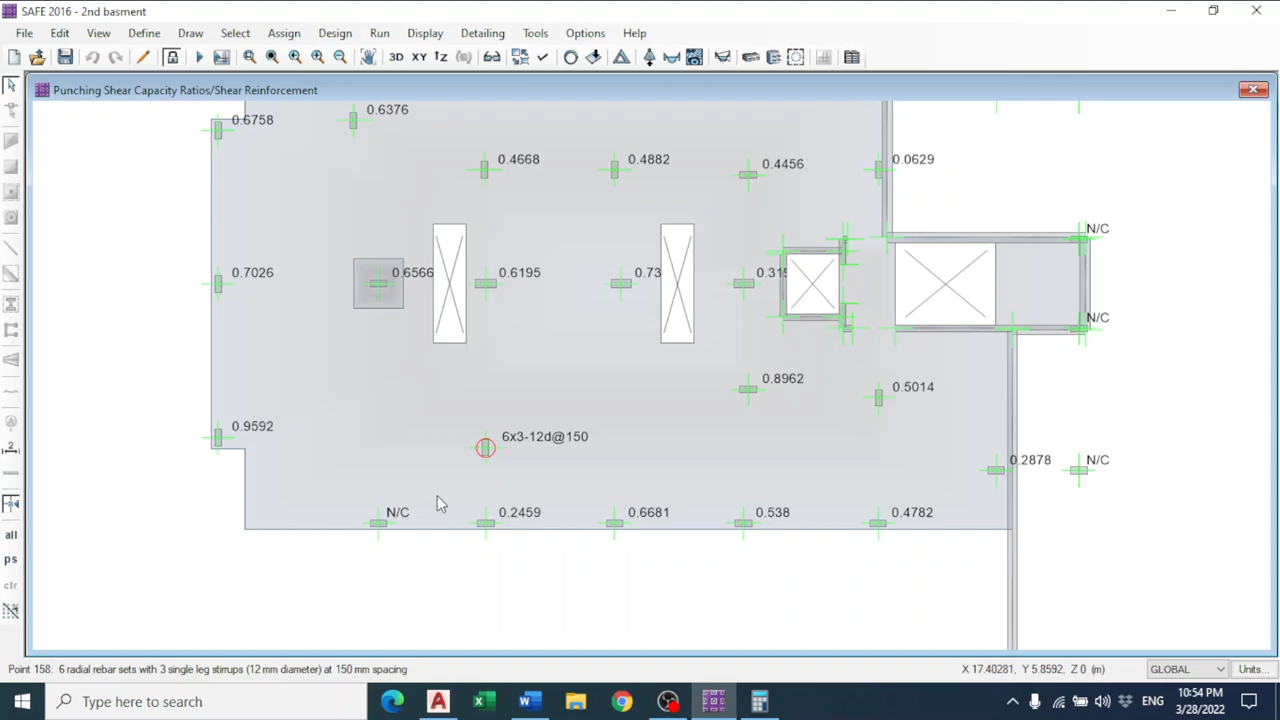 SAFE 2016 - 2nd basment
File Edit View Define Draw Select Assign Design Run Display Detailing Tools Options Help
3D XY
Punching Shear Capacity Ratios/Shear Reinforcement
0.6376
0.6758
0.4668 0.4882 0.4456 0.0629
N/C
0.7026 0.6566 0.6195 0.73 0.319
N/C
0.8962 0.5014
0.9592
6x3-12d@150
0.2878 N/C
N/C 0.2459 0.6681 0.538 0.4782
all
ps
clr
Point 158: 6 radial rebar sets with 3 single leg stirrups (12 mm diameter) at 150 mm spacing
X 17.40281, Y 5.8592, Z 0 (m)
GLOBAL
Units...
Type here to search
ENG
10:54 PM
3/28/2022